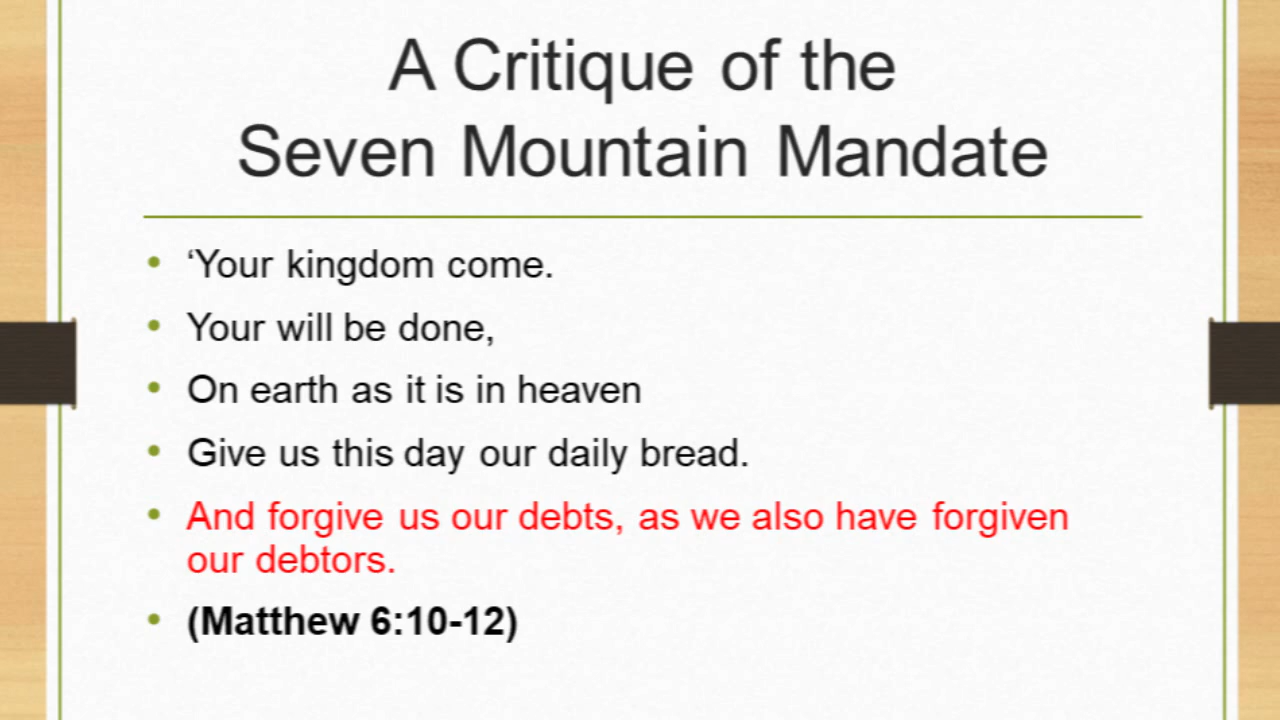 A Critique of the
Seven Mountain Mandate
• ‘Your kingdom come.
• Your will be done,
• On earth as it is in heaven
• Give us this day our daily bread.
• And forgive us our debts, as we also have forgiven
our debtors.
• (Matthew 6:10-12)